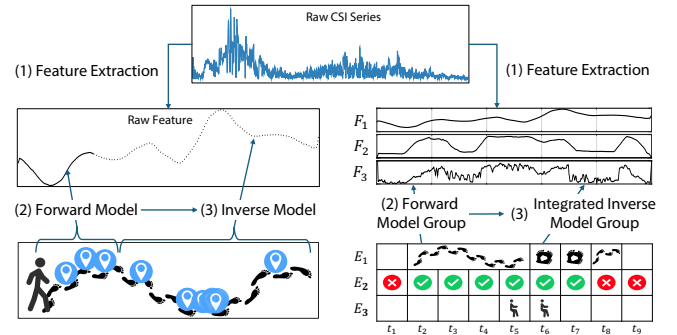 Raw CSI Series
(1) Feature Extraction
(1) Feature Extraction
Raw Feature
F1
F2
F3
(2) Forward Model
(3) Inverse Model
(2) Forward
Model Group
(3)
Integrated Inverse
Model Group
E1
E2
E3
t1 t2 t3 t4 t5 t6 t7 t8 t9